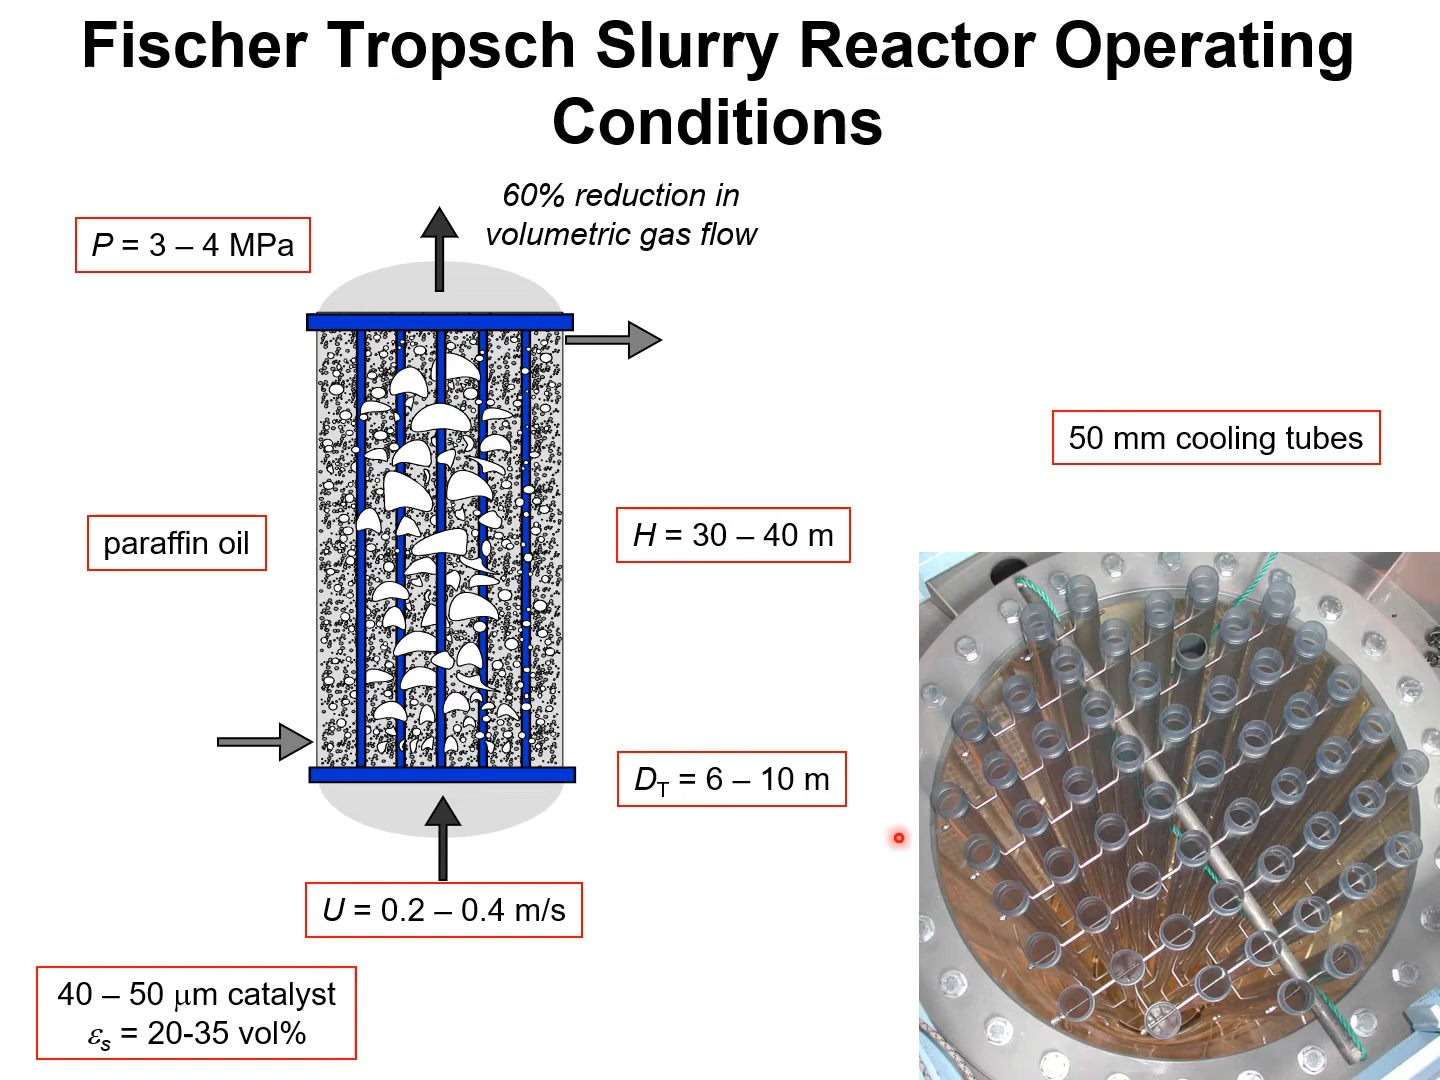 Fischer Tropsch Slurry Reactor Operating
Conditions
60% reduction in
volumetric gas flow
P = 3 – 4 MPa
50 mm cooling tubes
paraffin oil
H = 30 – 40 m
D_T = 6 – 10 m
U = 0.2 – 0.4 m/s
40 – 50 μm catalyst
ε_s = 20-35 vol%